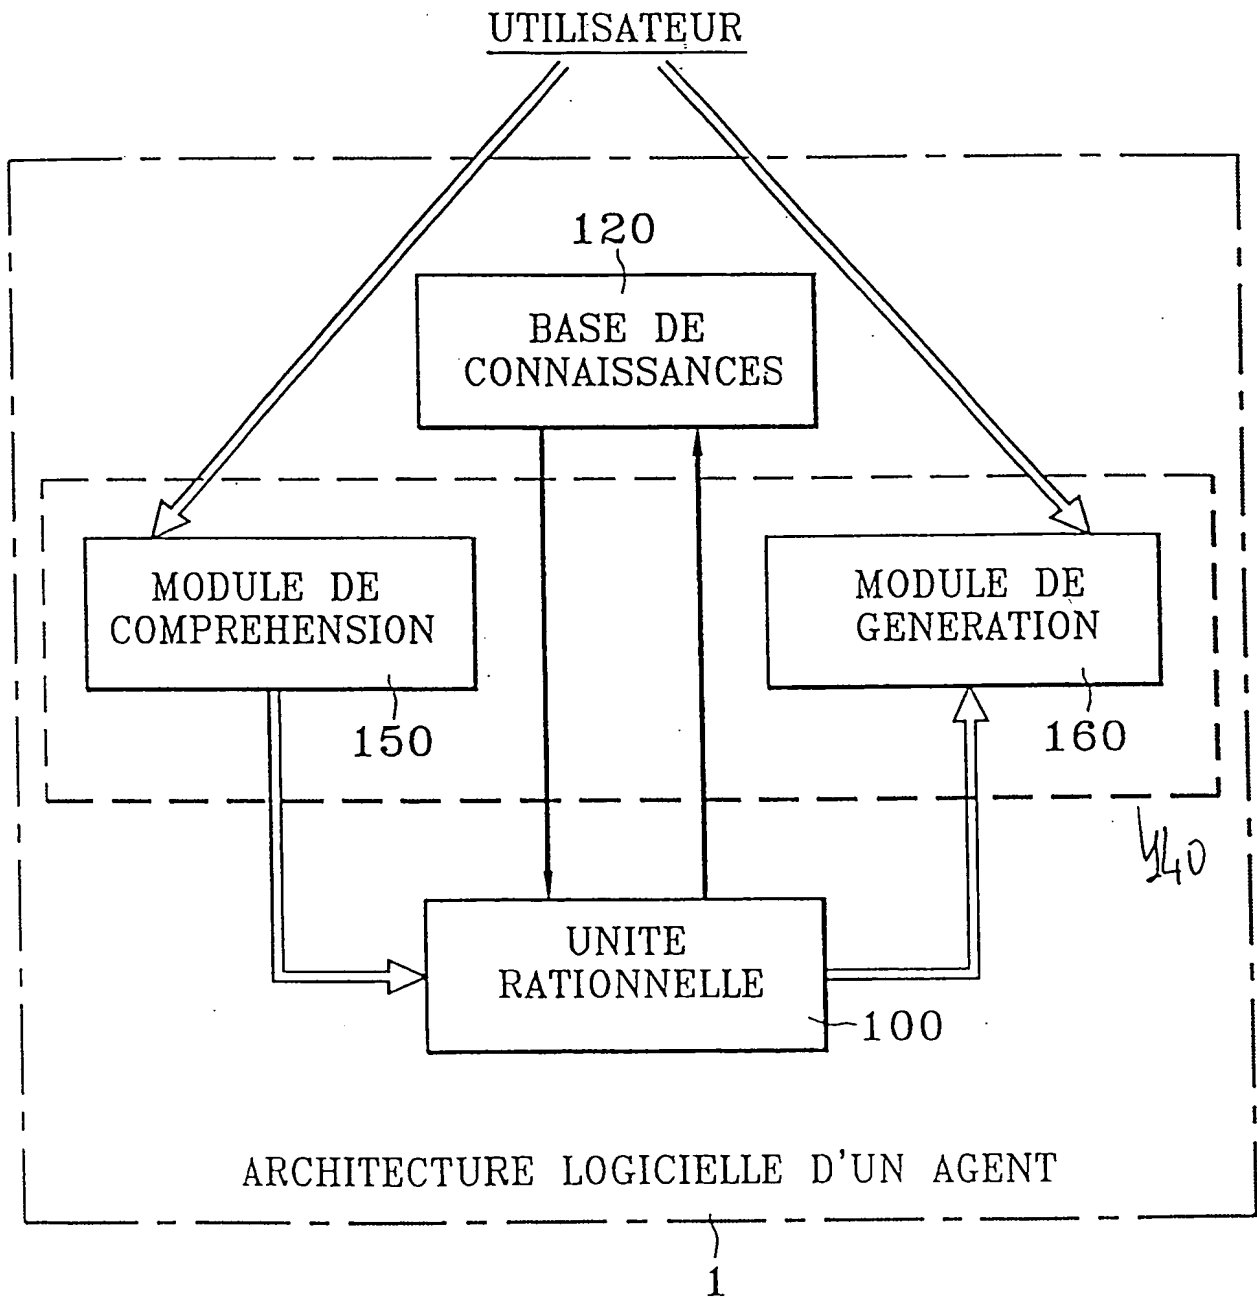 UTILISATEUR
120
BASE DE
CONNAISSANCES
MODULE DE
COMPREHENSION
150
MODULE DE
GENERATION
160
140
UNITE
RATIONNELLE
100
ARCHITECTURE LOGICIELLE D'UN AGENT
1